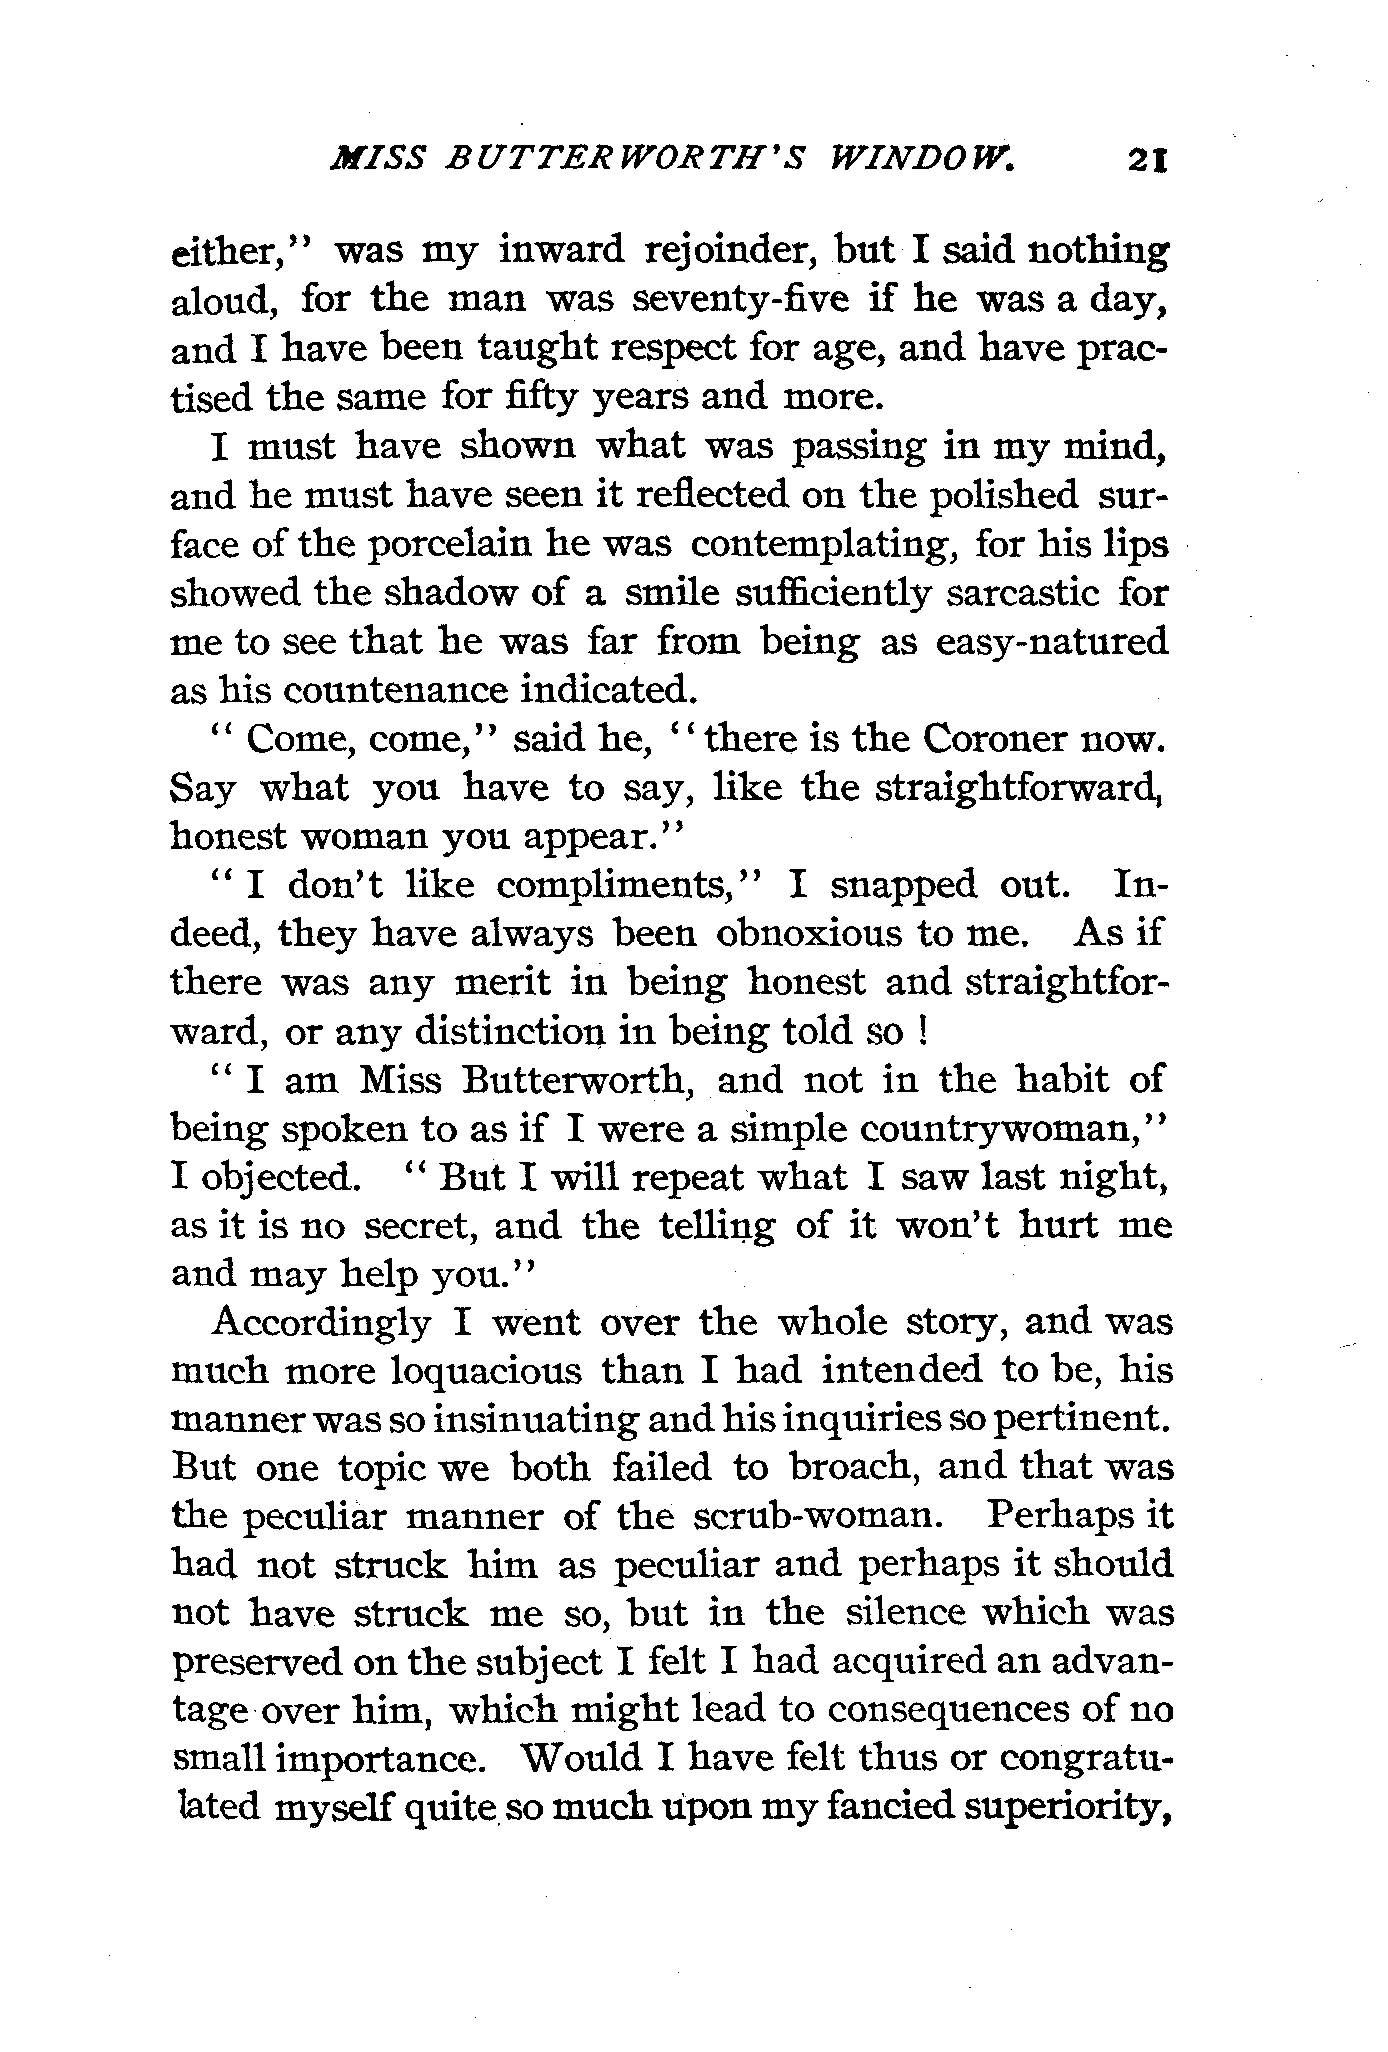 MISS BUTTERWORTH'S WINDOW. 21
either,'' was my inward rejoinder, but I said nothing
aloud, for the man was seventy-five if he was a day,
and I have been taught respect for age, and have prac-
tised the same for fifty years and more.
I must have shown what was passing in my mind,
and he must have seen it reflected on the polished sur-
face of the porcelain he was contemplating, for his lips
showed the shadow of a smile sufficiently sarcastic for
me to see that he was far from being as easy-natured
as his countenance indicated.
“ Come, come,'' said he, “there is the Coroner now.
Say what you have to say, like the straightforward,
honest woman you appear.''
“ I don't like compliments,'' I snapped out. In-
deed, they have always been obnoxious to me. As if
there was any merit in being honest and straightfor-
ward, or any distinction in being told so !
“ I am Miss Butterworth, and not in the habit of
being spoken to as if I were a simple countrywoman,''
I objected. “ But I will repeat what I saw last night,
as it is no secret, and the telling of it won't hurt me
and may help you.''
Accordingly I went over the whole story, and was
much more loquacious than I had intended to be, his
manner was so insinuating and his inquiries so pertinent.
But one topic we both failed to broach, and that was
the peculiar manner of the scrub-woman. Perhaps it
had not struck him as peculiar and perhaps it should
not have struck me so, but in the silence which was
preserved on the subject I felt I had acquired an advan-
tage over him, which might lead to consequences of no
small importance. Would I have felt thus or congratu-
lated myself quite so much upon my fancied superiority,